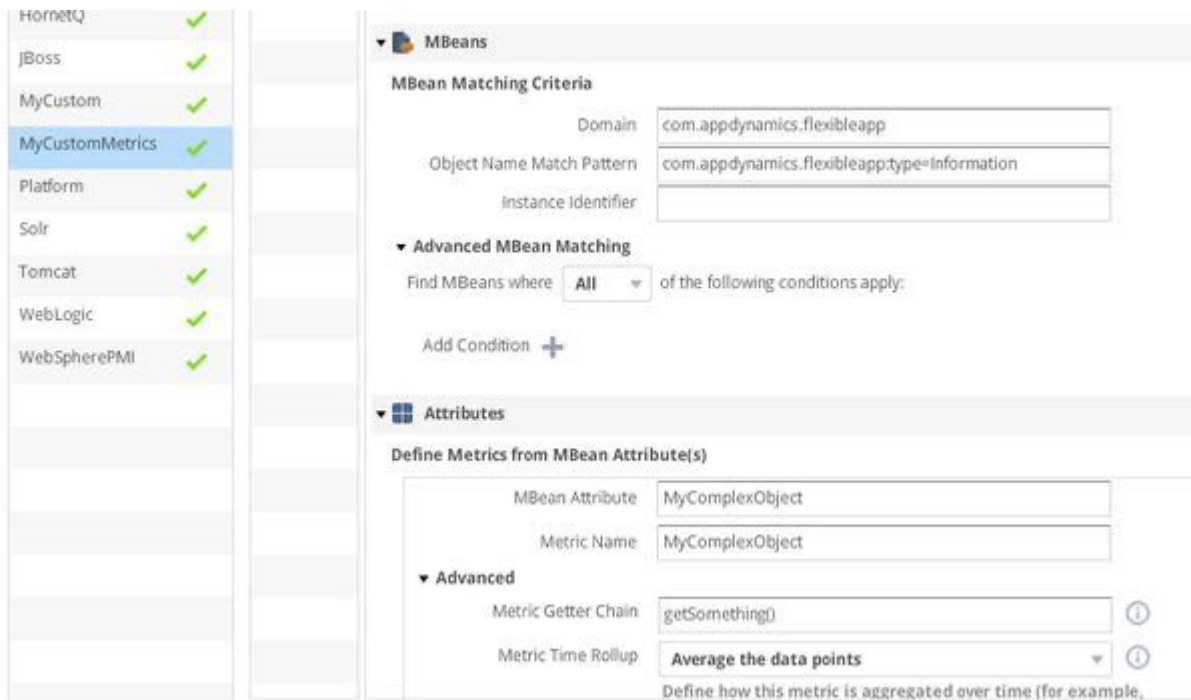 HornetQ
JBoss
MyCustom
MyCustomMetrics
Platform
Solr
Tomcat
WebLogic
WebSpherePMI
MBeans
MBean Matching Criteria
Domain com.appdynamics.flexibleapp
Object Name Match Pattern com.appdynamics.flexibleapp:type=Information
Instance Identifier
Advanced MBean Matching
Find MBeans where All of the following conditions apply:
Add Condition
Attributes
Define Metrics from MBean Attribute(s)
MBean Attribute MyComplexObject
Metric Name MyComplexObject
Advanced
Metric Getter Chain getSomething()
Metric Time Rollup Average the data points
Define how this metric is aggregated over time (for example,